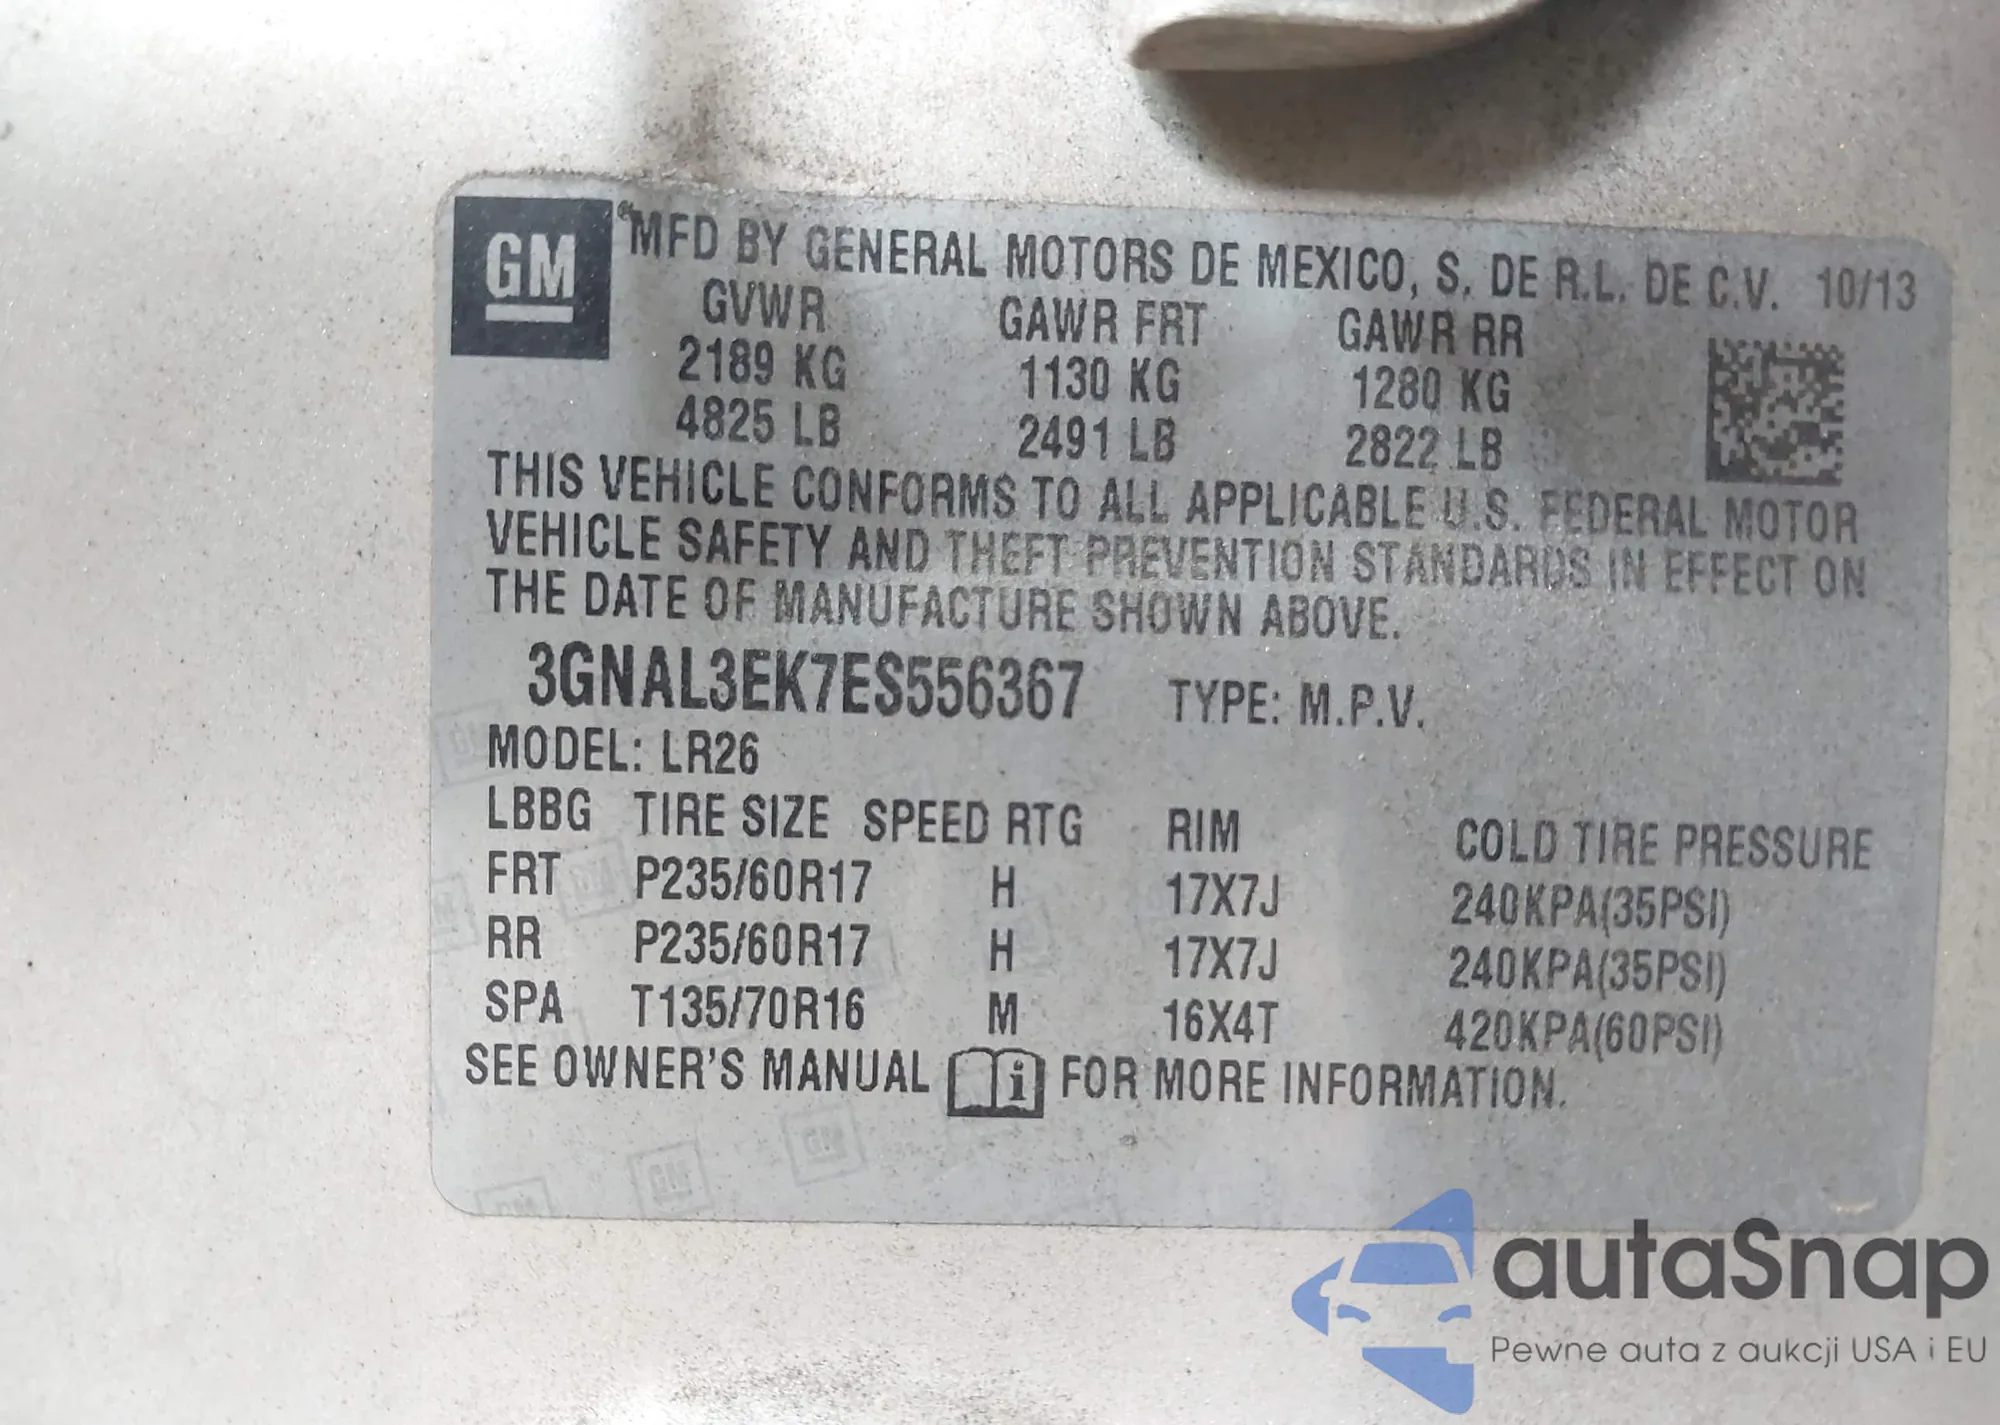 GM
MFD BY GENERAL MOTORS DE MEXICO, S. DE R.L. DE C.V. 10/13
GVWR GAWR FRT GAWR RR
2189 KG 1130 KG 1280 KG
4825 LB 2491 LB 2822 LB
THIS VEHICLE CONFORMS TO ALL APPLICABLE U.S. FEDERAL MOTOR
VEHICLE SAFETY AND THEFT PREVENTION STANDARDS IN EFFECT ON
THE DATE OF MANUFACTURE SHOWN ABOVE.
3GNAL3EK7ES556367 TYPE: M.P.V.
MODEL: LR26
LBBG TIRE SIZE SPEED RTG RIM COLD TIRE PRESSURE
FRT P235/60R17 H 17X7J 240KPA(35PSI)
RR P235/60R17 H 17X7J 240KPA(35PSI)
SPA T135/70R16 M 16X4T 420KPA(60PSI)
SEE OWNER'S MANUAL i FOR MORE INFORMATION.
GM GM GM
autaSnap
Pewne auta z aukcji USA i EU